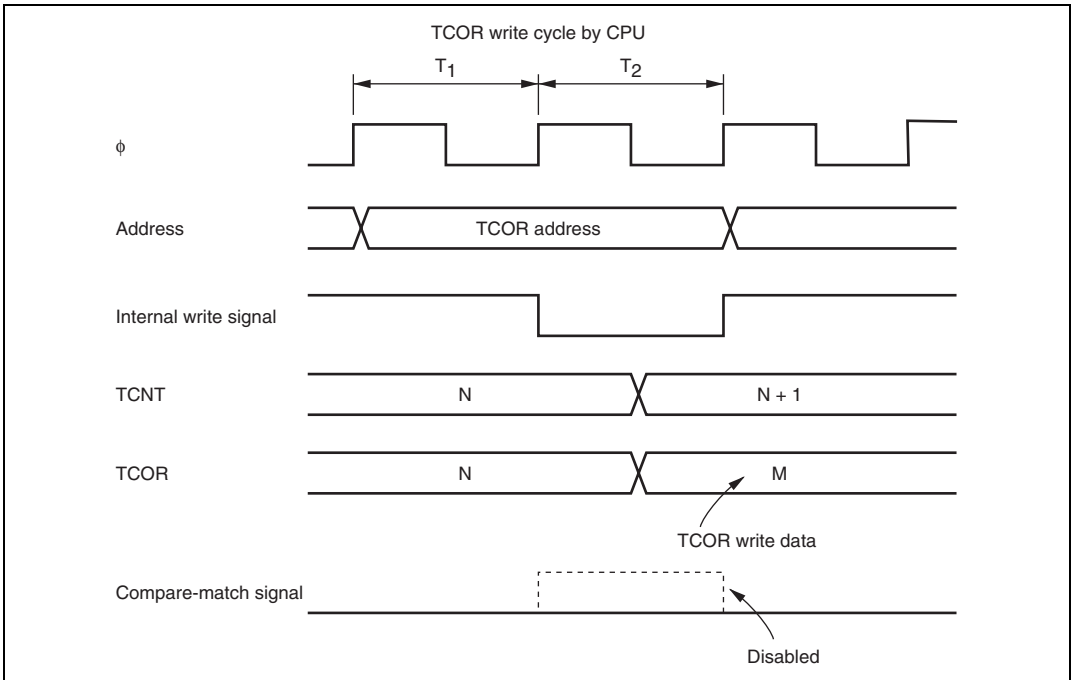 TCOR write cycle by CPU
T1 T2
ϕ
Address TCOR address
Internal write signal
TCNT N N + 1
TCOR N M
TCOR write data
Compare-match signal
Disabled